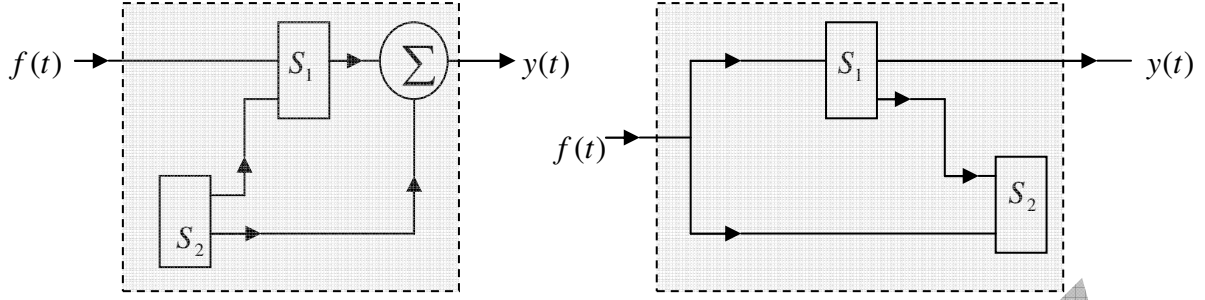 f(t) S₁ Σ y(t)
S₂
f(t) S₁ y(t)
S₂